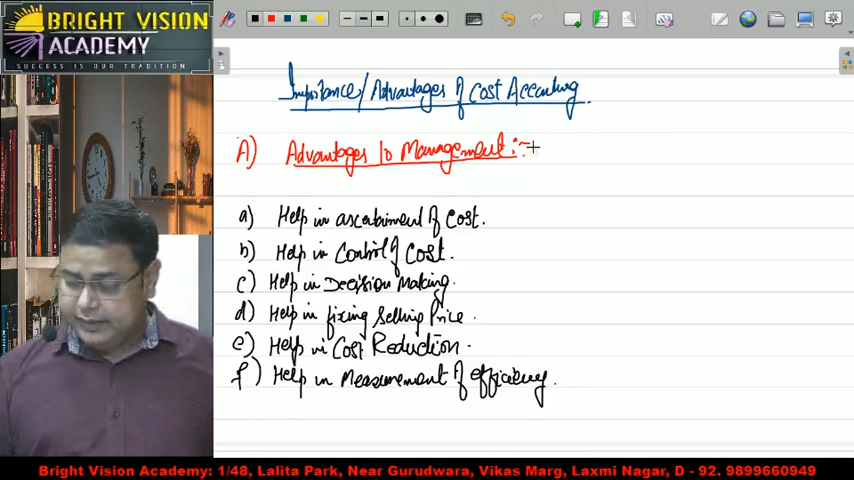 BRIGHT VISION
ACADEMY
SUCCESS IS OUR TRADITION
Importance/Advantages of Cost Accounting.
A) Advantages to Management :-
a) Help in ascertainment of cost.
b) Help in Control of Cost.
c) Help in Decision Making.
d) Help in fixing Selling Price.
e) Help in Cost Reduction.
f) Help in Measurement of efficiency.
Bright Vision Academy: 1/48, Lalita Park, Near Gurudwara, Vikas Marg, Laxmi Nagar, D - 92. 9899660949